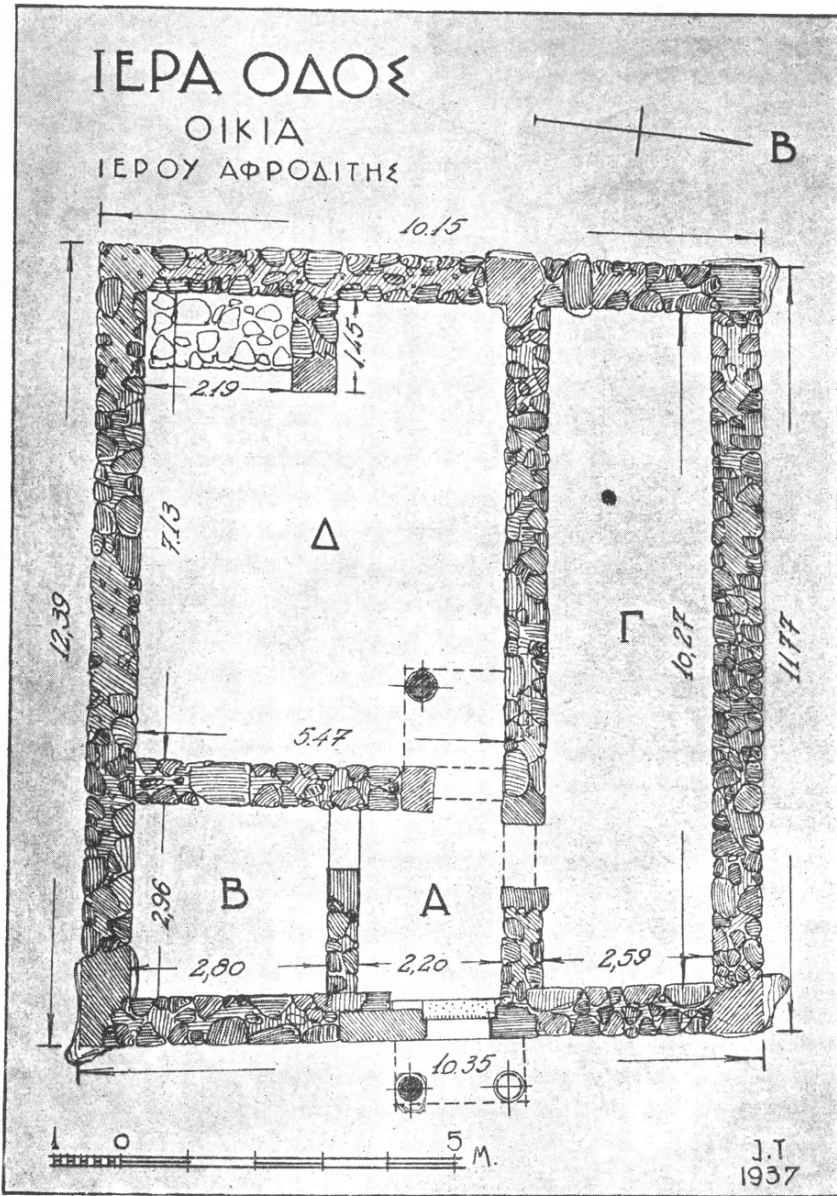 ΙΕΡΑ ΟΔΟΣ
ΟΙΚΙΑ
ΙΕΡΟΥ ΑΦΡΟΔΙΤΗΣ
Β
10.15
1.45
2.19
7.13
Δ
12,39
Γ
10,27
11.77
5.47
2,96
Β
Α
2,80
2,20
2,59
10.35
1 0 5 Μ.
J.T
1937